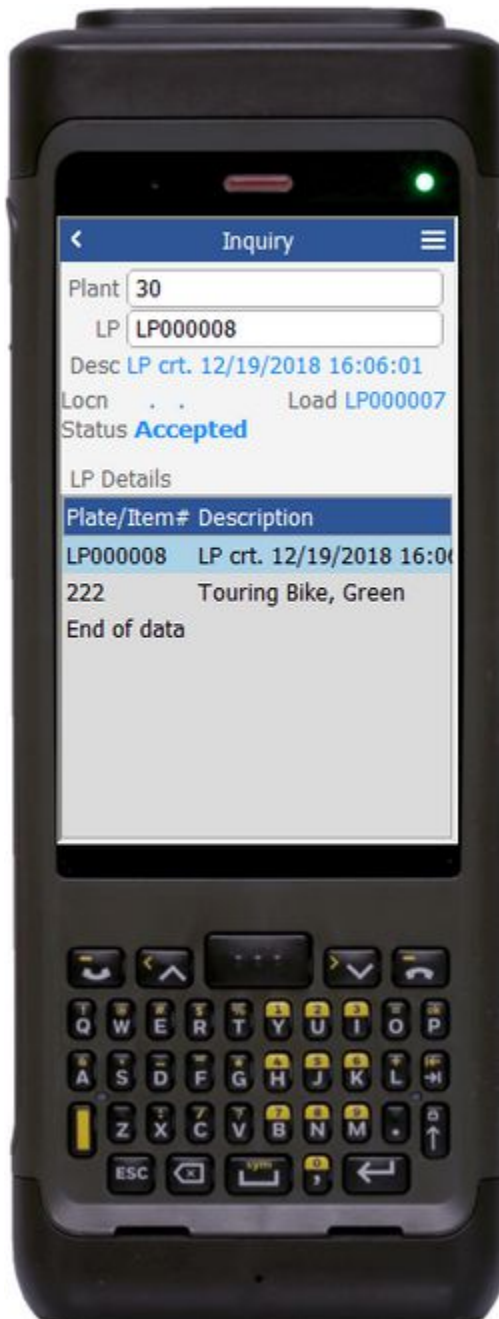 Inquiry
Plant 30
LP LP000008
Desc LP crt. 12/19/2018 16:06:01
Locn . . Load LP000007
Status Accepted
LP Details
Plate/Item# Description
LP000008 LP crt. 12/19/2018 16:06
222 Touring Bike, Green
End of data
Q W E R T Y U I O P
A S D F G H J K L
Z X C V B N M .
ESC sym ,